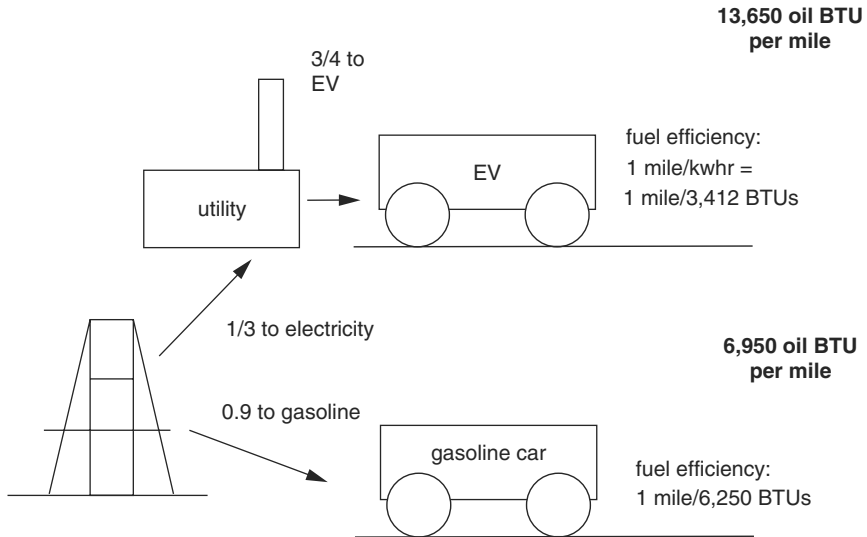 13,650 oil BTU
per mile
3/4 to
EV
fuel efficiency:
1 mile/kwhr =
1 mile/3,412 BTUs
EV
utility
1/3 to electricity
6,950 oil BTU
per mile
0.9 to gasoline
gasoline car
fuel efficiency:
1 mile/6,250 BTUs